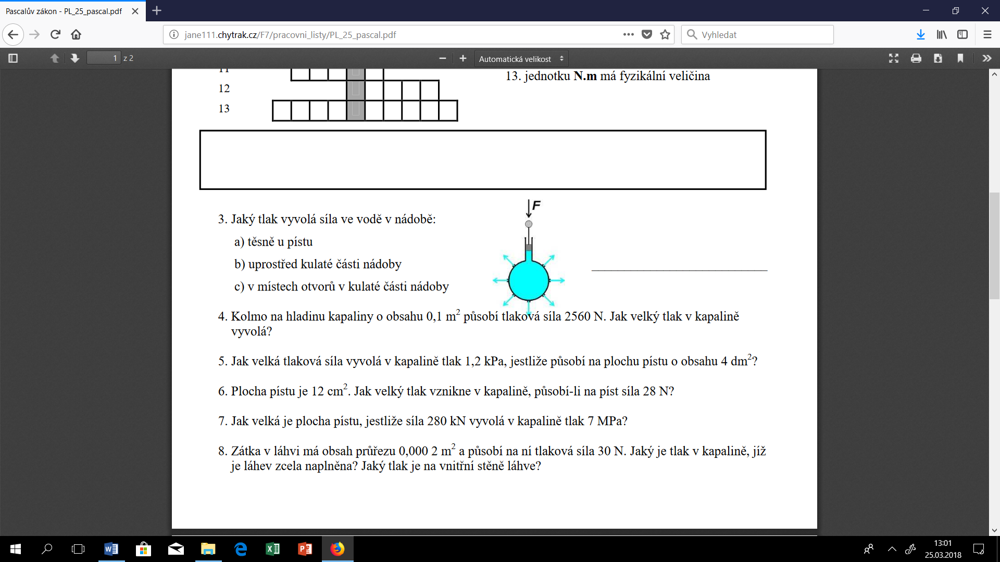 Pascalův zákon - PL_25_pascal.pdf
jane111.chytrak.cz/F7/pracovni_listy/PL_25_pascal.pdf
Vyhledat
1 z 2
Automatická velikost
11
12
13
13. jednotku N.m má fyzikální veličina
F
3. Jaký tlak vyvolá síla ve vodě v nádobě:
a) těsně u pístu
b) uprostřed kulaté části nádoby
c) v místech otvorů v kulaté části nádoby
4. Kolmo na hladinu kapaliny o obsahu 0,1 m² působí tlaková síla 2560 N. Jak velký tlak v kapalině
vyvolá?
5. Jak velká tlaková síla vyvolá v kapalině tlak 1,2 kPa, jestliže působí na plochu pístu o obsahu 4 dm²?
6. Plocha pístu je 12 cm². Jak velký tlak vznikne v kapalině, působí-li na píst síla 28 N?
7. Jak velká je plocha pístu, jestliže síla 280 kN vyvolá v kapalině tlak 7 MPa?
8. Zátka v láhvi má obsah průřezu 0,000 2 m² a působí na ní tlaková síla 30 N. Jaký je tlak v kapalině, jíž
je láhev zcela naplněna? Jaký tlak je na vnitřní stěně láhve?
13:01
25.03.2018